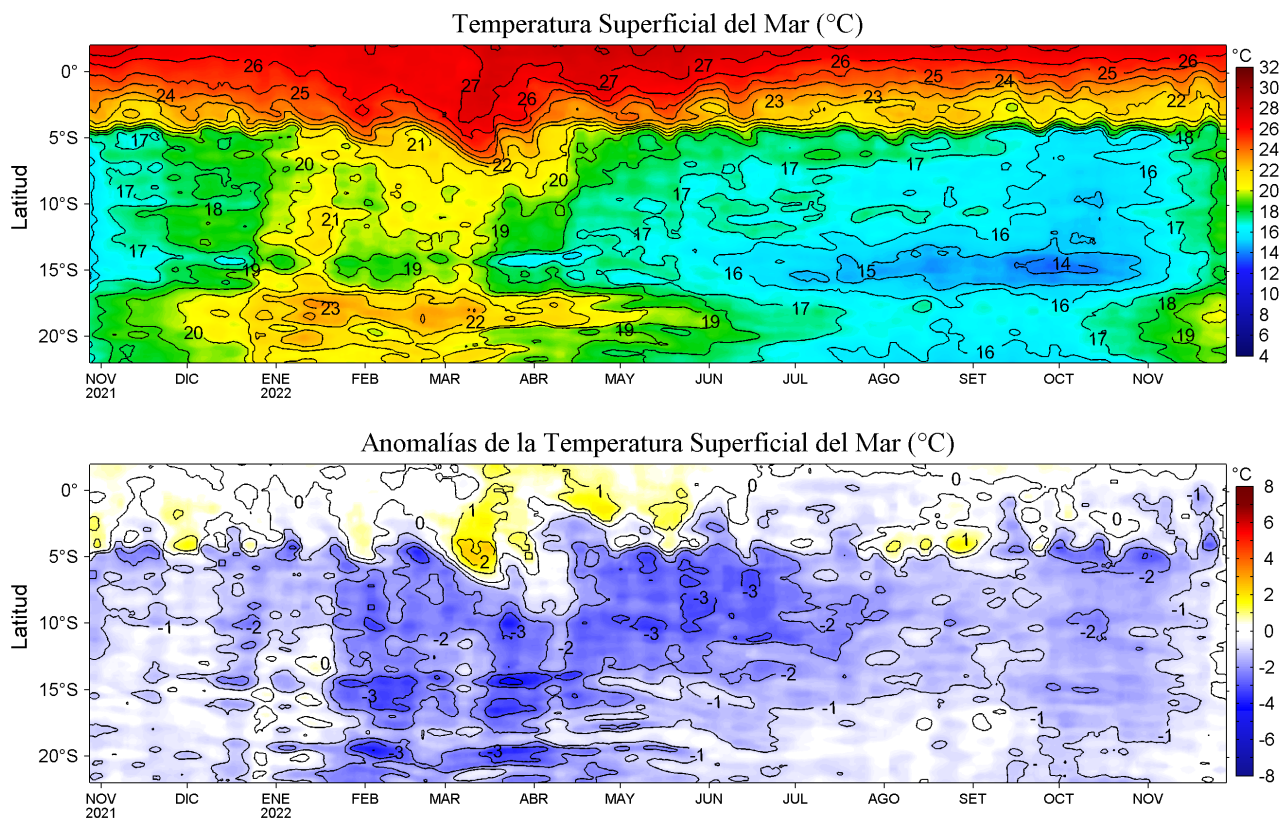 Temperatura Superficial del Mar (°C)
26 26 27 27 27 26 26
0°
24 25 26 25 24 25
23 23 22
5°S
17 21 22 18
20 20 17 17 16
10°S
17 18 21 19 17
17 19 19 17 16 17
15°S
16 15 14
23 22 17 16 18
20°S
20 19 19 17 19
16 16
Latitud
NOV DIC ENE FEB MAR ABR MAY JUN JUL AGO SET OCT NOV
2021 2022
°C
32
30
28
26
24
22
20
18
16
14
12
10
8
6
4
Anomalías de la Temperatura Superficial del Mar (°C)
0°
0 0 1 1 0 0 -1
5°S
2 1 -2
-3 -3
10°S
-1 -2 -2 -3 -3 -2 -2 -1
0 -2
15°S
-3 -1 -1 -1
20°S
-3 -3 -1 -1
Latitud
NOV DIC ENE FEB MAR ABR MAY JUN JUL AGO SET OCT NOV
2021 2022
°C
8
6
4
2
0
-2
-4
-6
-8